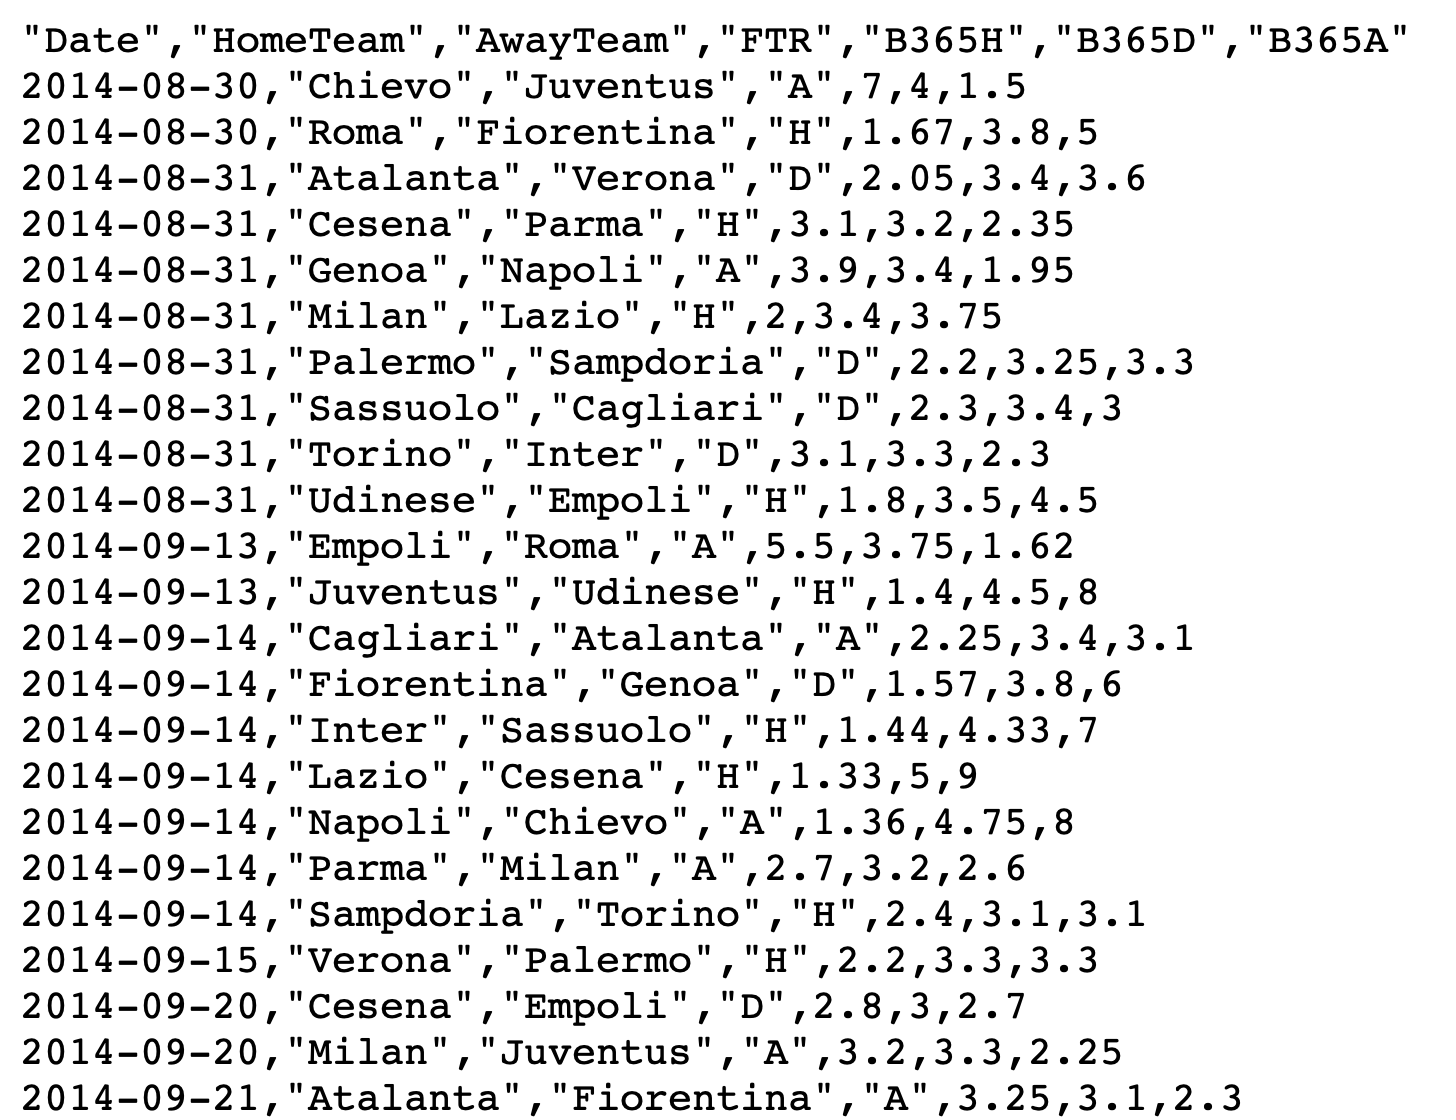 "Date","HomeTeam","AwayTeam","FTR","B365H","B365D","B365A"
2014-08-30,"Chievo","Juventus","A",7,4,1.5
2014-08-30,"Roma","Fiorentina","H",1.67,3.8,5
2014-08-31,"Atalanta","Verona","D",2.05,3.4,3.6
2014-08-31,"Cesena","Parma","H",3.1,3.2,2.35
2014-08-31,"Genoa","Napoli","A",3.9,3.4,1.95
2014-08-31,"Milan","Lazio","H",2,3.4,3.75
2014-08-31,"Palermo","Sampdoria","D",2.2,3.25,3.3
2014-08-31,"Sassuolo","Cagliari","D",2.3,3.4,3
2014-08-31,"Torino","Inter","D",3.1,3.3,2.3
2014-08-31,"Udinese","Empoli","H",1.8,3.5,4.5
2014-09-13,"Empoli","Roma","A",5.5,3.75,1.62
2014-09-13,"Juventus","Udinese","H",1.4,4.5,8
2014-09-14,"Cagliari","Atalanta","A",2.25,3.4,3.1
2014-09-14,"Fiorentina","Genoa","D",1.57,3.8,6
2014-09-14,"Inter","Sassuolo","H",1.44,4.33,7
2014-09-14,"Lazio","Cesena","H",1.33,5,9
2014-09-14,"Napoli","Chievo","A",1.36,4.75,8
2014-09-14,"Parma","Milan","A",2.7,3.2,2.6
2014-09-14,"Sampdoria","Torino","H",2.4,3.1,3.1
2014-09-15,"Verona","Palermo","H",2.2,3.3,3.3
2014-09-20,"Cesena","Empoli","D",2.8,3,2.7
2014-09-20,"Milan","Juventus","A",3.2,3.3,2.25
2014-09-21,"Atalanta","Fiorentina","A",3.25,3.1,2.3